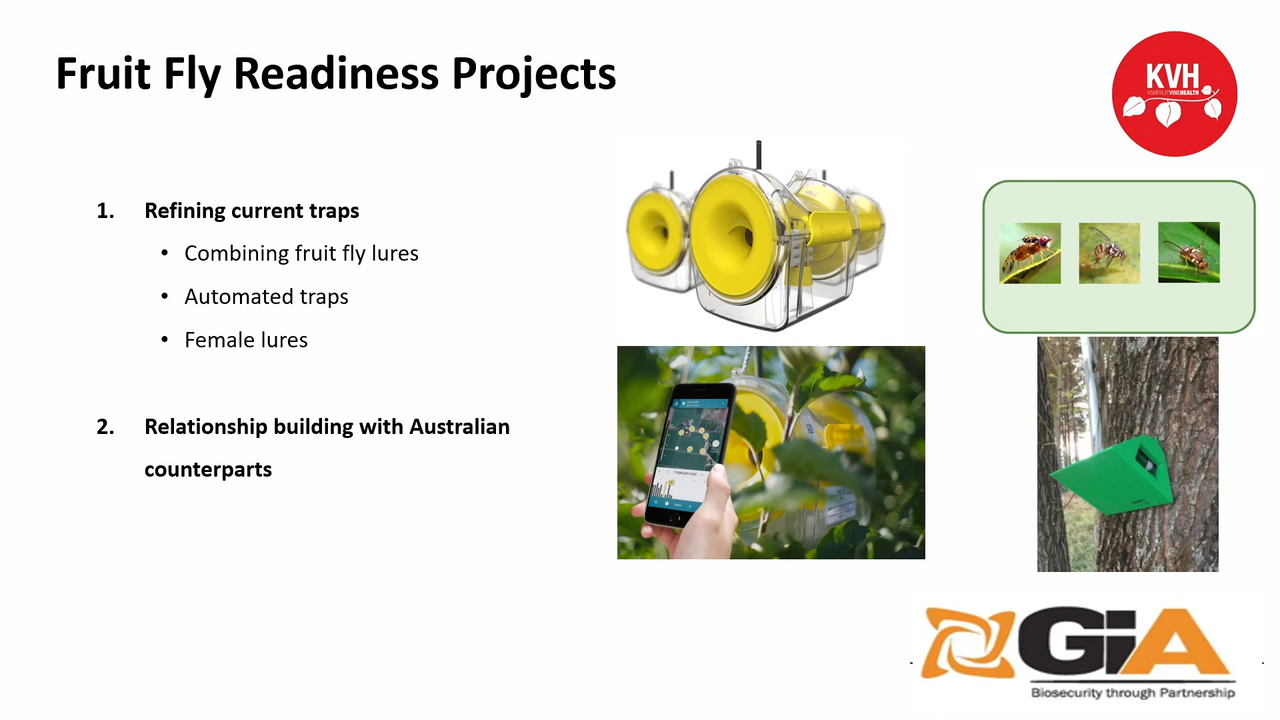 Fruit Fly Readiness Projects
KVH
KIWIFRUITVINEHEALTH
1. Refining current traps
• Combining fruit fly lures
• Automated traps
• Female lures
2. Relationship building with Australian
counterparts
GiA
Biosecurity through Partnership